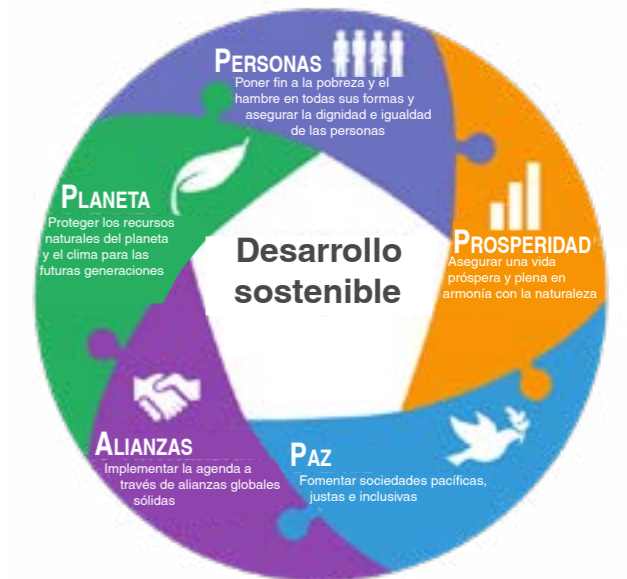 PERSONAS
Poner fin a la pobreza y el
hambre en todas sus formas y
asegurar la dignidad e igualdad
de las personas
PLANETA
Proteger los recursos
naturales del planeta
y el clima para las
futuras generaciones
Desarrollo
sostenible
PROSPERIDAD
Asegurar una vida
próspera y plena en
armonía con la naturaleza
ALIANZAS
Implementar la agenda a
través de alianzas globales
sólidas
PAZ
Fomentar sociedades pacíficas,
justas e inclusivas